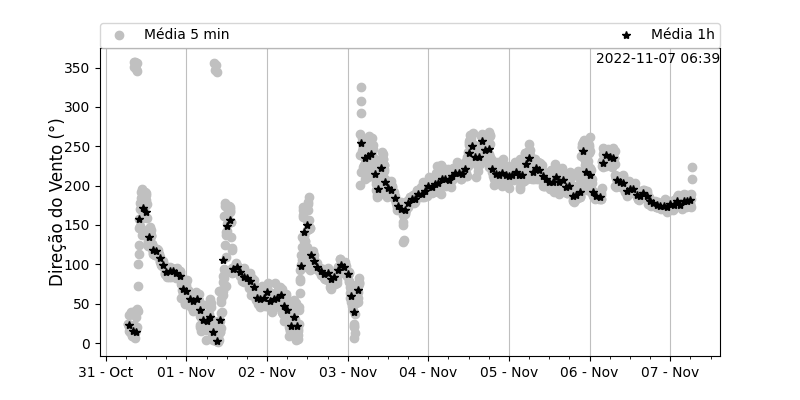 Média 5 min
Média 1h
2022-11-07 06:39
Direção do Vento (°)
350
300
250
200
150
100
50
0
31 - Oct
01 - Nov
02 - Nov
03 - Nov
04 - Nov
05 - Nov
06 - Nov
07 - Nov